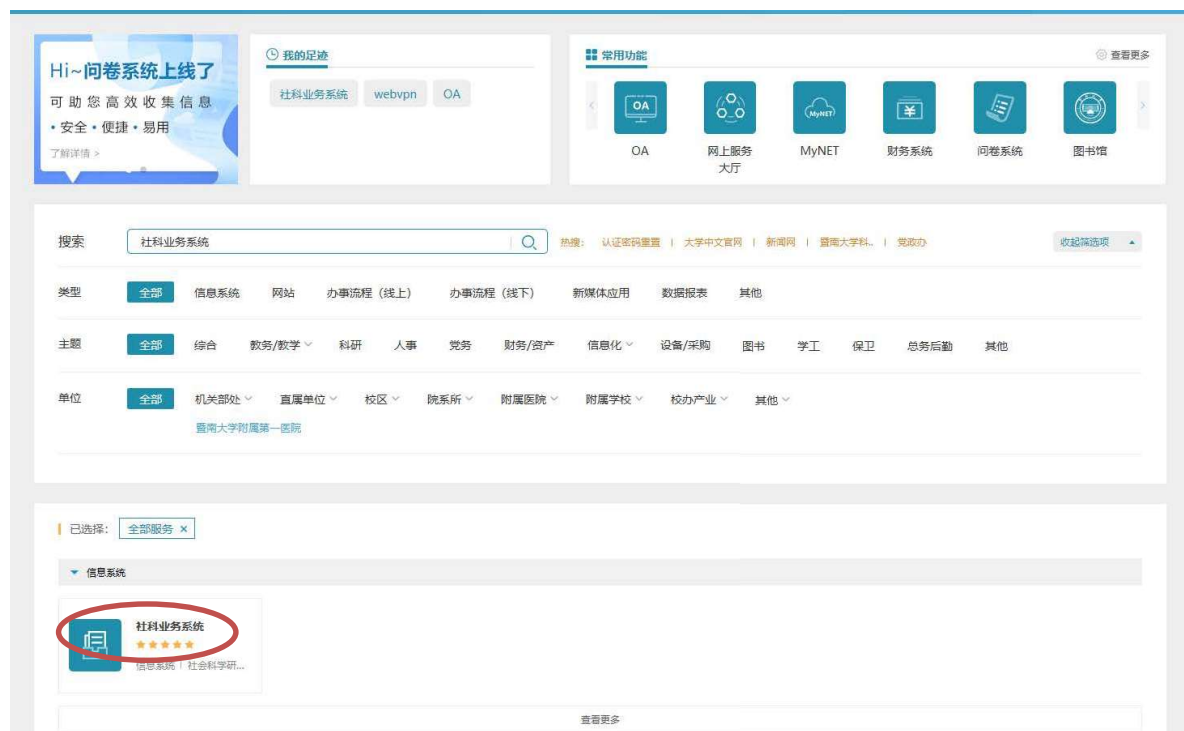 Hi~问卷系统上线了
可助您高效收集信息
•安全•便捷•易用
了解详情 >
我的足迹
社科业务系统 webvpn OA
常用功能 查看更多
OA MyNET ¥
OA 网上服务大厅 MyNET 财务系统 问卷系统 图书馆
搜索 社科业务系统 热搜： 认证密码重置 | 大学中文官网 | 新闻网 | 暨南大学科.. | 党政办 收起筛选项
类型 全部 信息系统 网站 办事流程（线上） 办事流程（线下） 新媒体应用 数据报表 其他
主题 全部 综合 教务/教学 科研 人事 党务 财务/资产 信息化 设备/采购 图书 学工 保卫 总务后勤 其他
单位 全部 机关部处 直属单位 校区 院系所 附属医院 附属学校 校办产业 其他
暨南大学附属第一医院
已选择： 全部服务 ×
信息系统
社科业务系统
★★★★★
信息系统 | 社会科学研...
查看更多